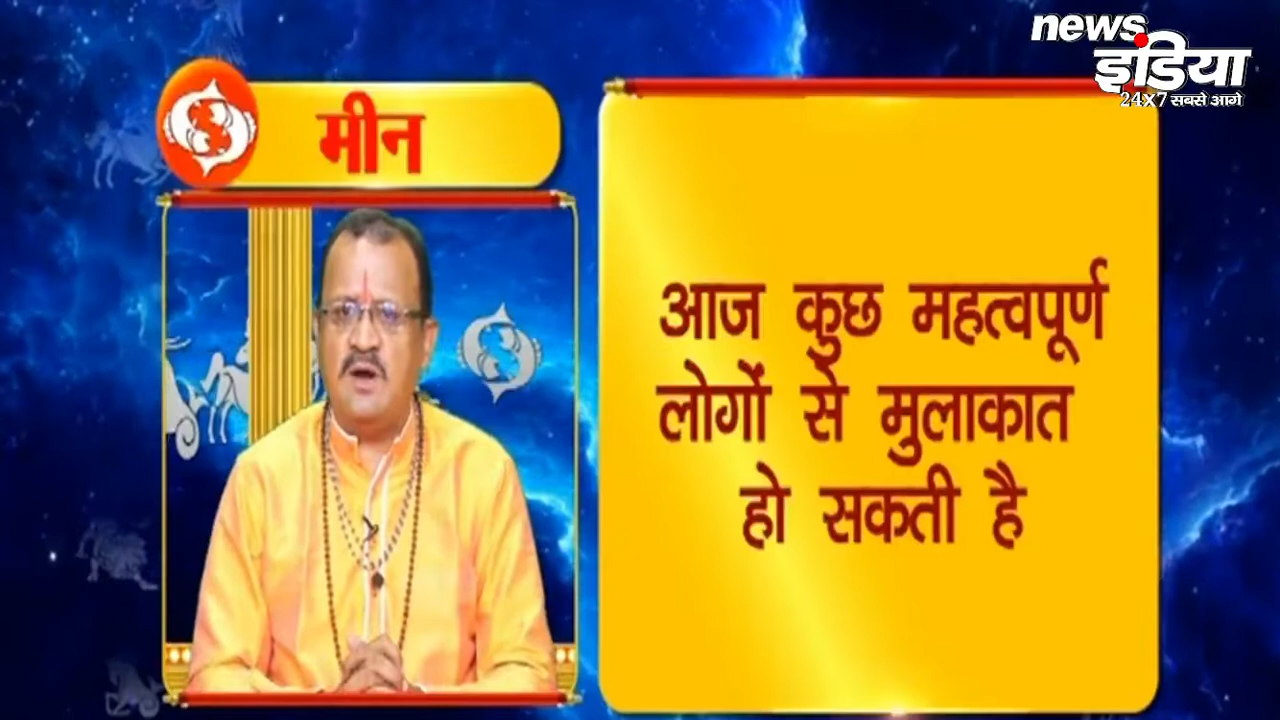 news
इंडिया
24x7 सबसे आगे
मीन
आज कुछ महत्वपूर्ण
लोगों से मुलाकात
हो सकती है